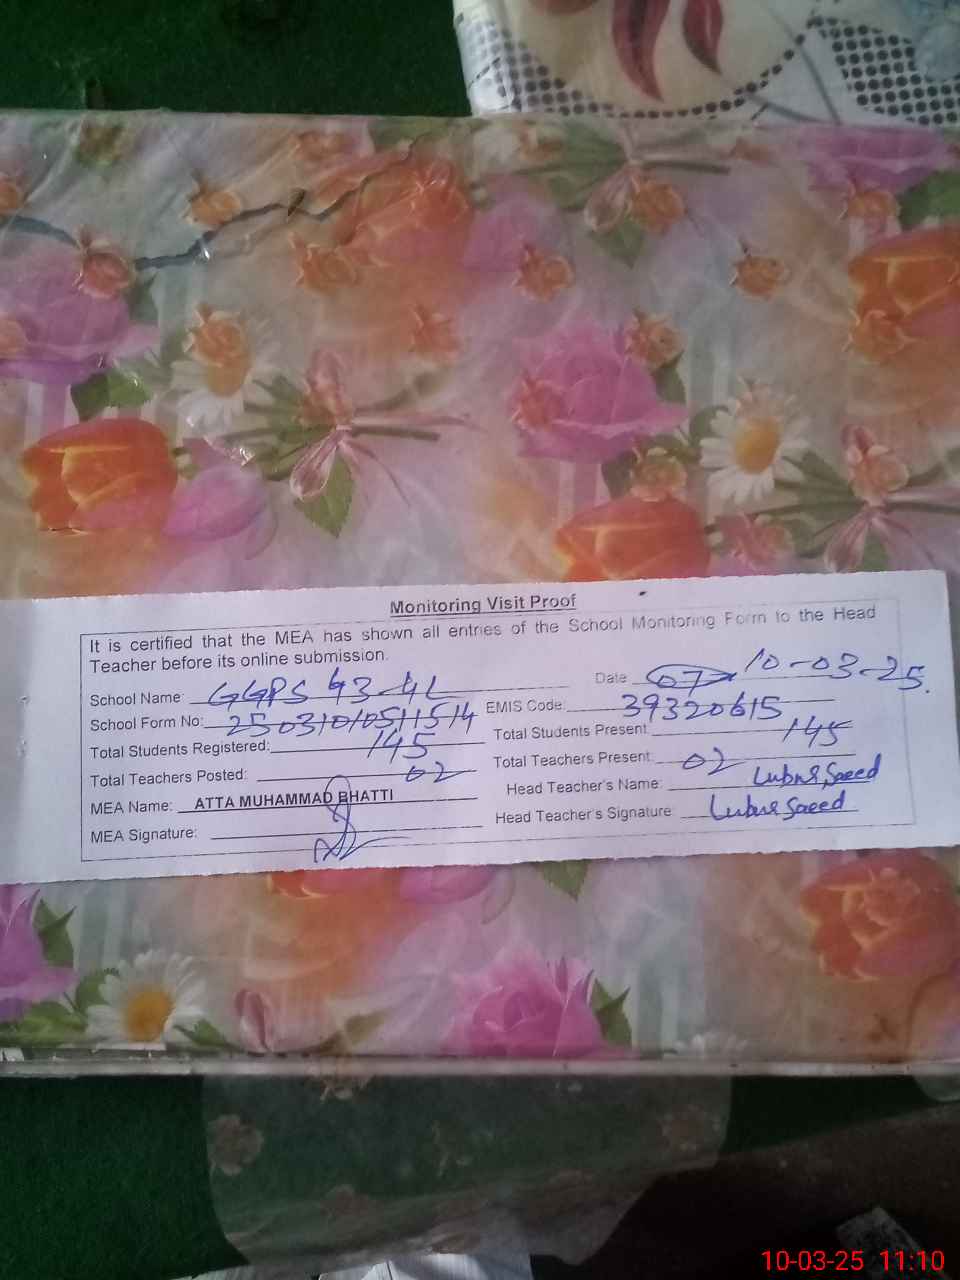 Monitoring Visit Proof
It is certified that the MEA has shown all entries of the School Monitoring Form to the Head
Teacher before its online submission.
School Name: GGPS 43-4L
Date 10-03-25.
School Form No:
EMIS Code: 39320615
Total Students Registered: 145
Total Students Present: 145
Total Teachers Posted: 02
Total Teachers Present: 02
MEA Name: ATTA MUHAMMAD BHATTI
Head Teacher's Name: Lubna Saeed
MEA Signature:
Head Teacher's Signature: Lubna Saeed
10-03-25 11:10